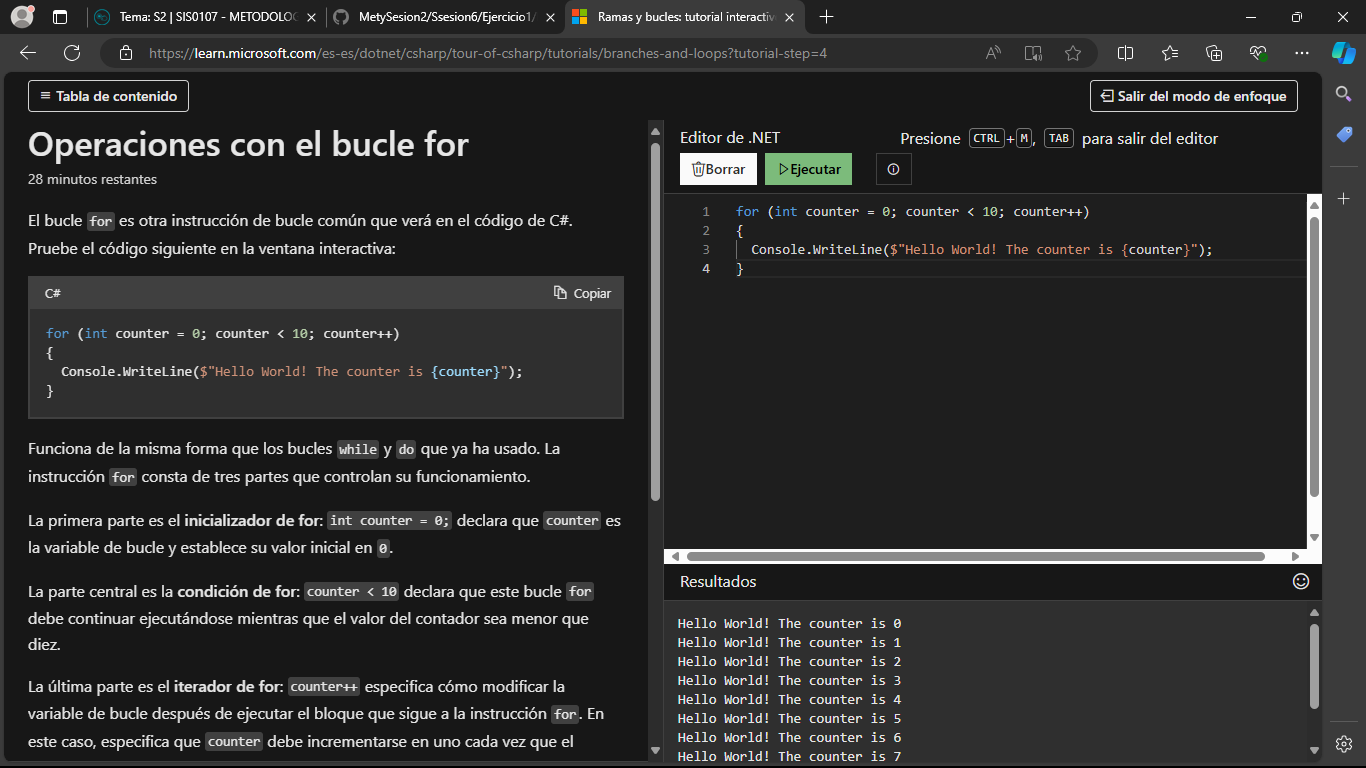 Tema: S2 | SIS0107 - METODOLOG
MetySesion2/Ssesion6/Ejercicio1/
Ramas y bucles: tutorial interactiv
https://learn.microsoft.com/es-es/dotnet/csharp/tour-of-csharp/tutorials/branches-and-loops?tutorial-step=4
Tabla de contenido
Salir del modo de enfoque
Operaciones con el bucle for
28 minutos restantes
El bucle for es otra instrucción de bucle común que verá en el código de C#.
Pruebe el código siguiente en la ventana interactiva:
C#
Copiar
for (int counter = 0; counter < 10; counter++)
{
Console.WriteLine($"Hello World! The counter is {counter}");
}
Funciona de la misma forma que los bucles while y do que ya ha usado. La
instrucción for consta de tres partes que controlan su funcionamiento.
La primera parte es el inicializador de for: int counter = 0; declara que counter es
la variable de bucle y establece su valor inicial en 0.
La parte central es la condición de for: counter < 10 declara que este bucle for
debe continuar ejecutándose mientras que el valor del contador sea menor que
diez.
La última parte es el iterador de for: counter++ especifica cómo modificar la
variable de bucle después de ejecutar el bloque que sigue a la instrucción for. En
este caso, especifica que counter debe incrementarse en uno cada vez que el
Editor de .NET
Presione CTRL+M, TAB para salir del editor
Borrar
Ejecutar
1 for (int counter = 0; counter < 10; counter++)
2 {
3 Console.WriteLine($"Hello World! The counter is {counter}");
4 }
Resultados
Hello World! The counter is 0
Hello World! The counter is 1
Hello World! The counter is 2
Hello World! The counter is 3
Hello World! The counter is 4
Hello World! The counter is 5
Hello World! The counter is 6
Hello World! The counter is 7